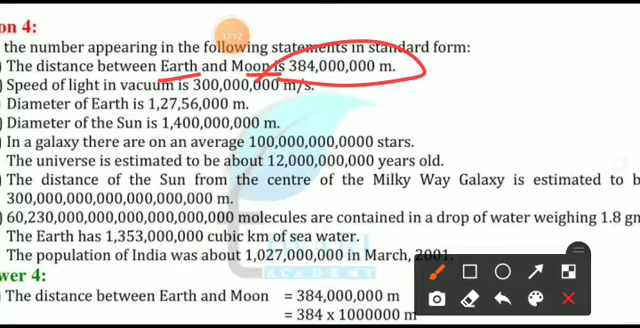 on 4:
17:12
the number appearing in the following statements in standard form:
) The distance between Earth and Moon is 384,000,000 m.
) Speed of light in vacuum is 300,000,000 m/s.
Diameter of Earth is 1,27,56,000 m.
) Diameter of the Sun is 1,400,000,000 m.
) In a galaxy there are on an average 100,000,000,0000 stars.
The universe is estimated to be about 12,000,000,000 years old.
) The distance of the Sun from the centre of the Milky Way Galaxy is estimated to b
300,000,000,000,000,000,000 m.
) 60,230,000,000,000,000,000,000 molecules are contained in a drop of water weighing 1.8 gm
The Earth has 1,353,000,000 cubic km of sea water.
The population of India was about 1,027,000,000 in March, 2001.
ACADEMY
wer 4:
) The distance between Earth and Moon = 384,000,000 m
= 384 x 1000000 m